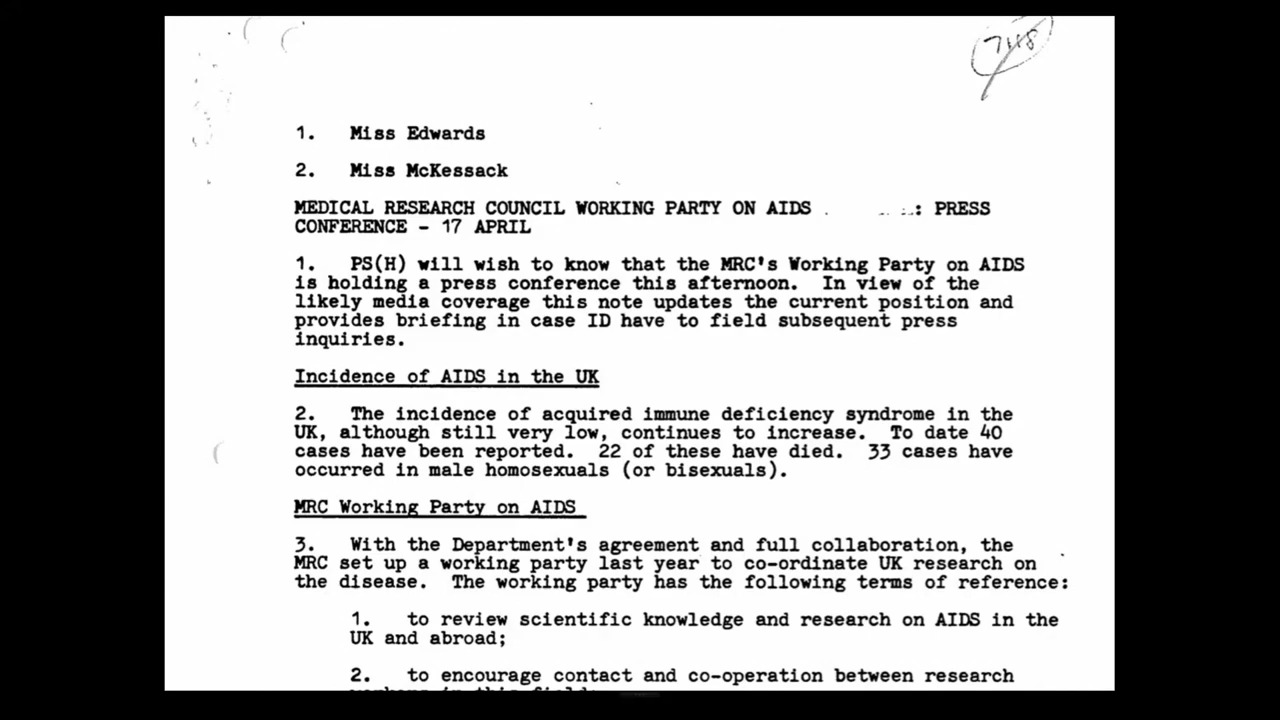 1. Miss Edwards
2. Miss McKessack
MEDICAL RESEARCH COUNCIL WORKING PARTY ON AIDS : PRESS
CONFERENCE - 17 APRIL
1. PS(H) will wish to know that the MRC's Working Party on AIDS
is holding a press conference this afternoon. In view of the
likely media coverage this note updates the current position and
provides briefing in case ID have to field subsequent press
inquiries.
Incidence of AIDS in the UK
2. The incidence of acquired immune deficiency syndrome in the
UK, although still very low, continues to increase. To date 40
cases have been reported. 22 of these have died. 33 cases have
occurred in male homosexuals (or bisexuals).
MRC Working Party on AIDS
3. With the Department's agreement and full collaboration, the
MRC set up a working party last year to co-ordinate UK research on
the disease. The working party has the following terms of reference:
1. to review scientific knowledge and research on AIDS in the
UK and abroad;
2. to encourage contact and co-operation between research